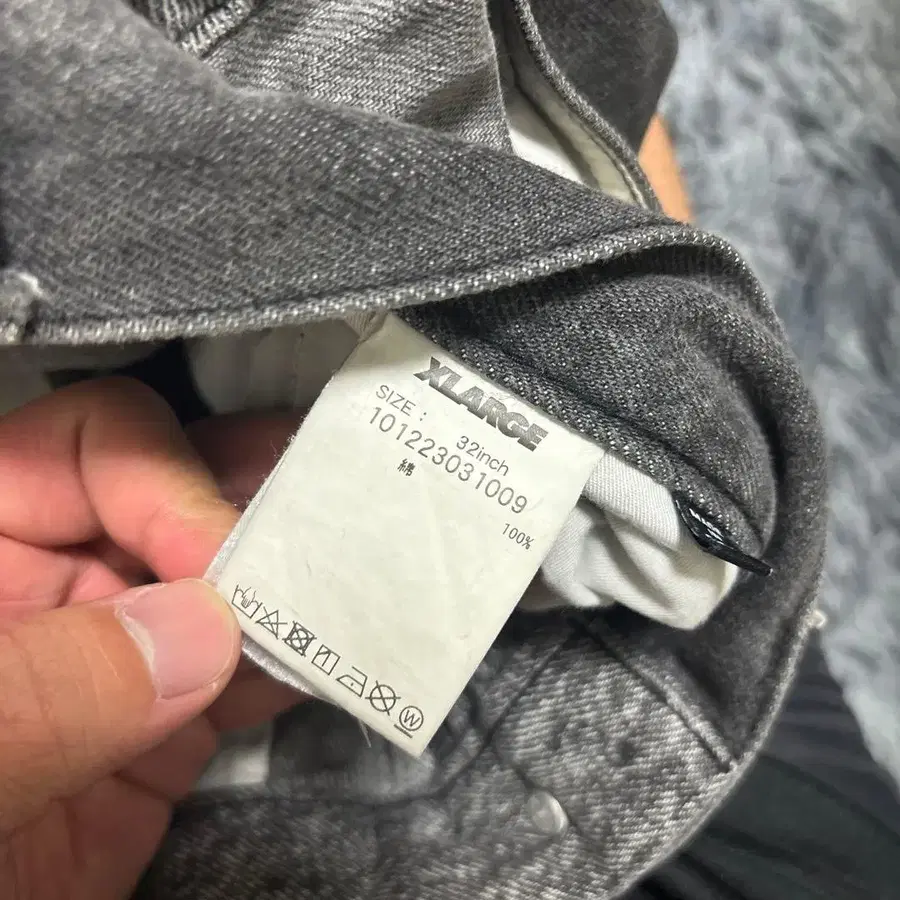 XLARGE
SIZE : 32inch
101223031009
綿 100%
W